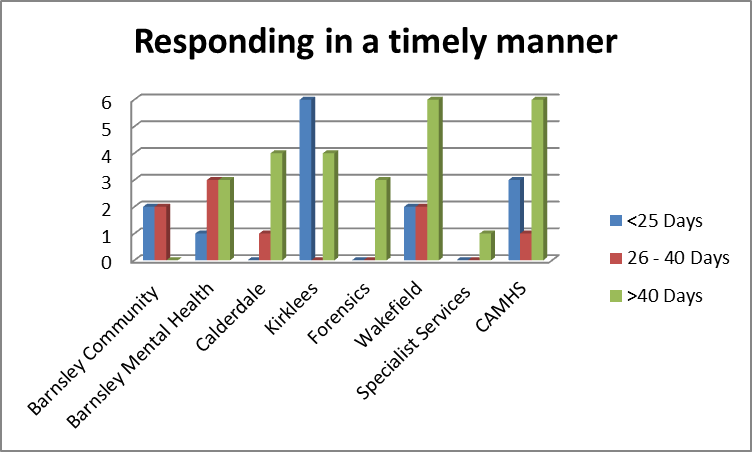 Responding in a timely manner
6
5
4
3
2
1
0
Barnsley Community
Barnsley Mental Health
Calderdale
Kirklees
Forensics
Wakefield
Specialist Services
CAMHS
<25 Days
26 - 40 Days
>40 Days